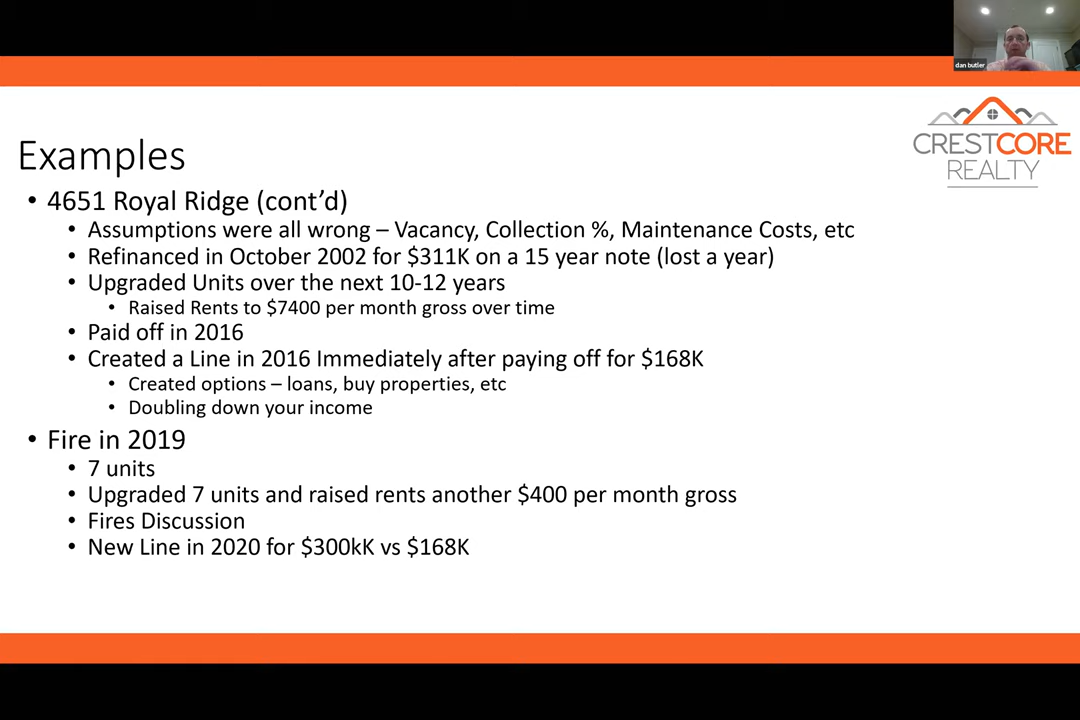 dan butler
CRESTCORE
REALTY
Examples
• 4651 Royal Ridge (cont’d)
• Assumptions were all wrong – Vacancy, Collection %, Maintenance Costs, etc
• Refinanced in October 2002 for $311K on a 15 year note (lost a year)
• Upgraded Units over the next 10-12 years
• Raised Rents to $7400 per month gross over time
• Paid off in 2016
• Created a Line in 2016 Immediately after paying off for $168K
• Created options – loans, buy properties, etc
• Doubling down your income
• Fire in 2019
• 7 units
• Upgraded 7 units and raised rents another $400 per month gross
• Fires Discussion
• New Line in 2020 for $300kK vs $168K